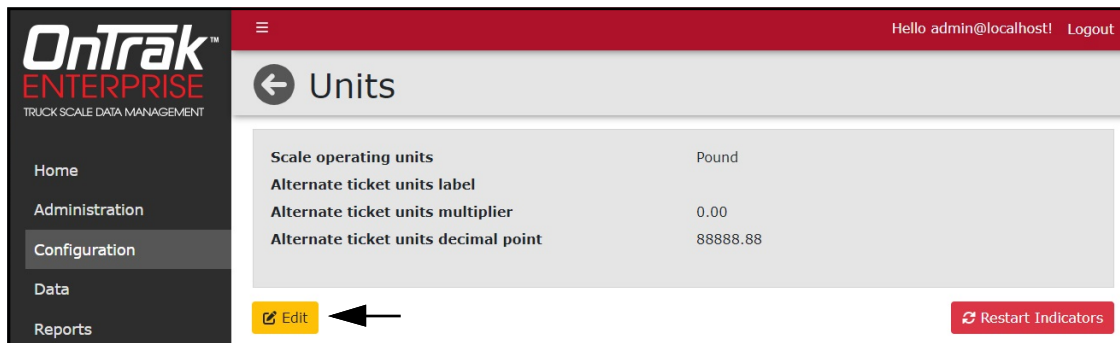 OnTrak™
ENTERPRISE
TRUCK SCALE DATA MANAGEMENT
Hello admin@localhost! Logout
Units
Home
Administration
Configuration
Data
Reports
Scale operating units Pound
Alternate ticket units label
Alternate ticket units multiplier 0.00
Alternate ticket units decimal point 88888.88
Edit
Restart Indicators